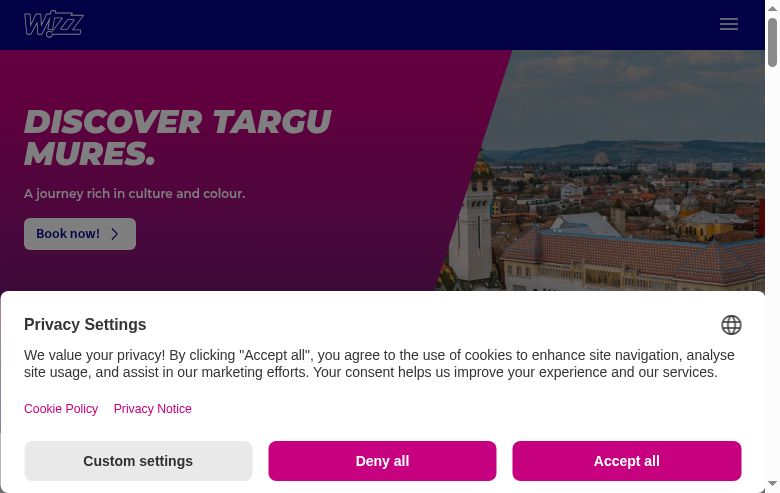 WIZZ
DISCOVER TARGU
MURES.
A journey rich in culture and colour.
Book now!
Privacy Settings
We value your privacy! By clicking "Accept all", you agree to the use of cookies to enhance site navigation, analyse
site usage, and assist in our marketing efforts. Your consent helps us improve your experience and our services.
Cookie Policy Privacy Notice
Custom settings Deny all Accept all